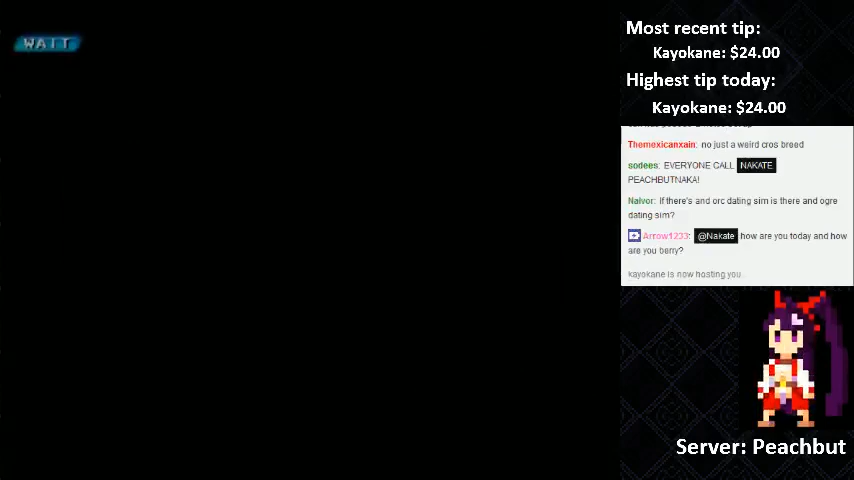 WAIT
Most recent tip:
Kayokane: $24.00
Highest tip today:
Kayokane: $24.00
Themexicanxain: no just a weird cros breed
sodees: EVERYONE CALL NAKATE
PEACHBUTNAKA!
Naivor: If there's and orc dating sim is there and ogre
dating sim?
Arrow1233: @Nakate how are you today and how
are you berry?
kayokane is now hosting you.
Server: Peachbut